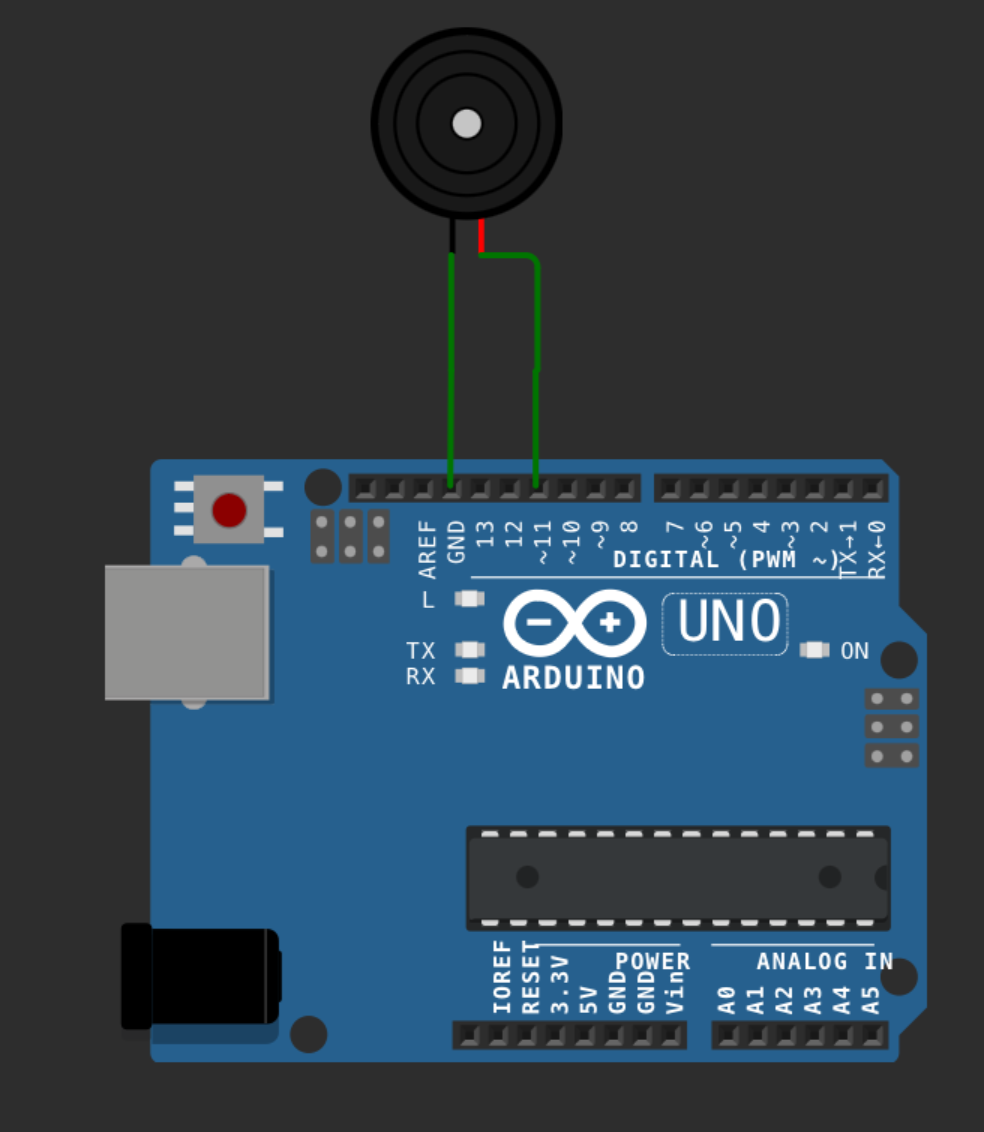 AREF
GND
13
12
~11
~10
~9
8
7
~6
~5
4
~3
2
TX→1
RX←0
DIGITAL (PWM ~)
L
TX
RX
ARDUINO
UNO
ON
IOREF
RESET
3.3V
5V
GND
GND
Vin
POWER
ANALOG IN
A0
A1
A2
A3
A4
A5